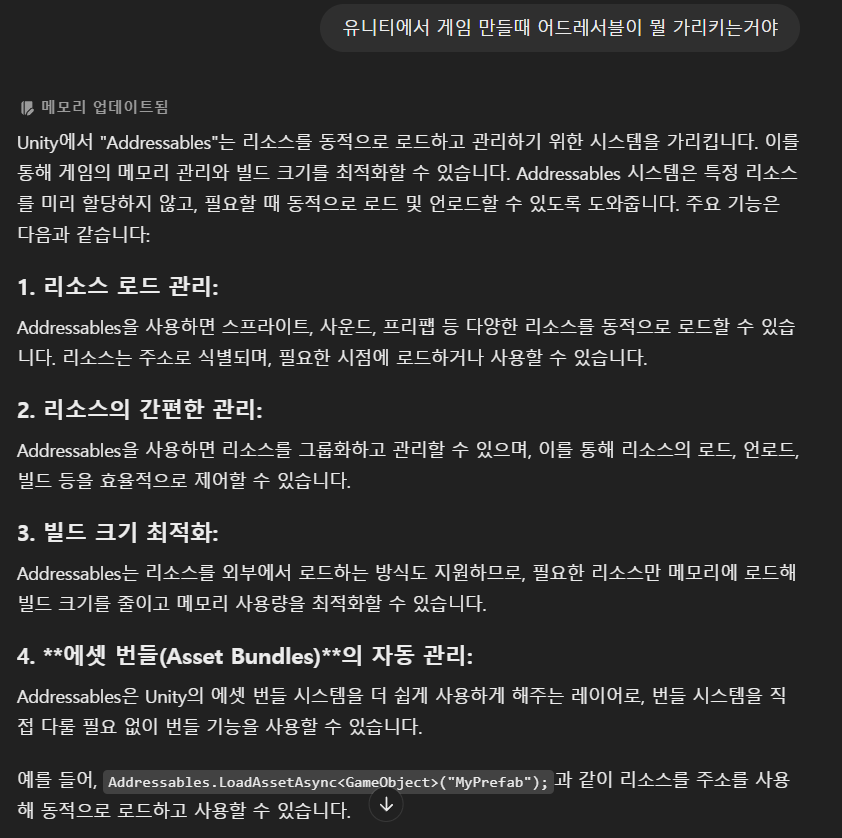 유니티에서 게임 만들때 어드레서블이 뭘 가리키는거야
메모리 업데이트됨
Unity에서 "Addressables"는 리소스를 동적으로 로드하고 관리하기 위한 시스템을 가리킵니다. 이를
통해 게임의 메모리 관리와 빌드 크기를 최적화할 수 있습니다. Addressables 시스템은 특정 리소스
를 미리 할당하지 않고, 필요할 때 동적으로 로드 및 언로드할 수 있도록 도와줍니다. 주요 기능은
다음과 같습니다:
1. 리소스 로드 관리:
Addressables을 사용하면 스프라이트, 사운드, 프리팹 등 다양한 리소스를 동적으로 로드할 수 있습
니다. 리소스는 주소로 식별되며, 필요한 시점에 로드하거나 사용할 수 있습니다.
2. 리소스의 간편한 관리:
Addressables을 사용하면 리소스를 그룹화하고 관리할 수 있으며, 이를 통해 리소스의 로드, 언로드,
빌드 등을 효율적으로 제어할 수 있습니다.
3. 빌드 크기 최적화:
Addressables는 리소스를 외부에서 로드하는 방식도 지원하므로, 필요한 리소스만 메모리에 로드해
빌드 크기를 줄이고 메모리 사용량을 최적화할 수 있습니다.
4. **에셋 번들(Asset Bundles)**의 자동 관리:
Addressables은 Unity의 에셋 번들 시스템을 더 쉽게 사용하게 해주는 레이어로, 번들 시스템을 직
접 다룰 필요 없이 번들 기능을 사용할 수 있습니다.
예를 들어, Addressables.LoadAssetAsync<GameObject>("MyPrefab"); 과 같이 리소스를 주소를 사용
해 동적으로 로드하고 사용할 수 있습니다.